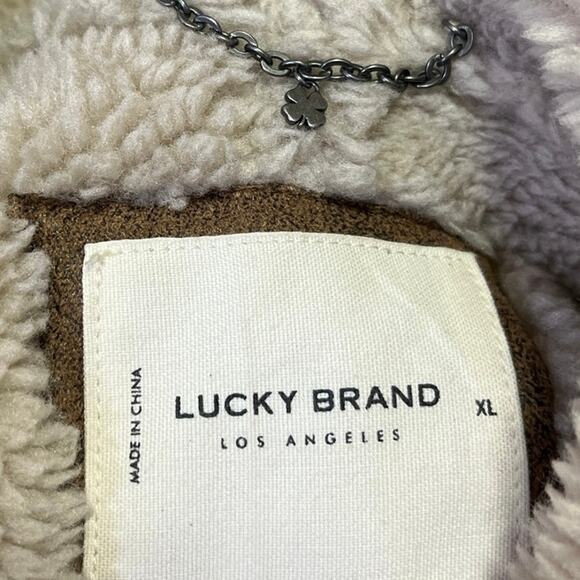 LUCKY BRAND
LOS ANGELES
XL
MADE IN CHINA